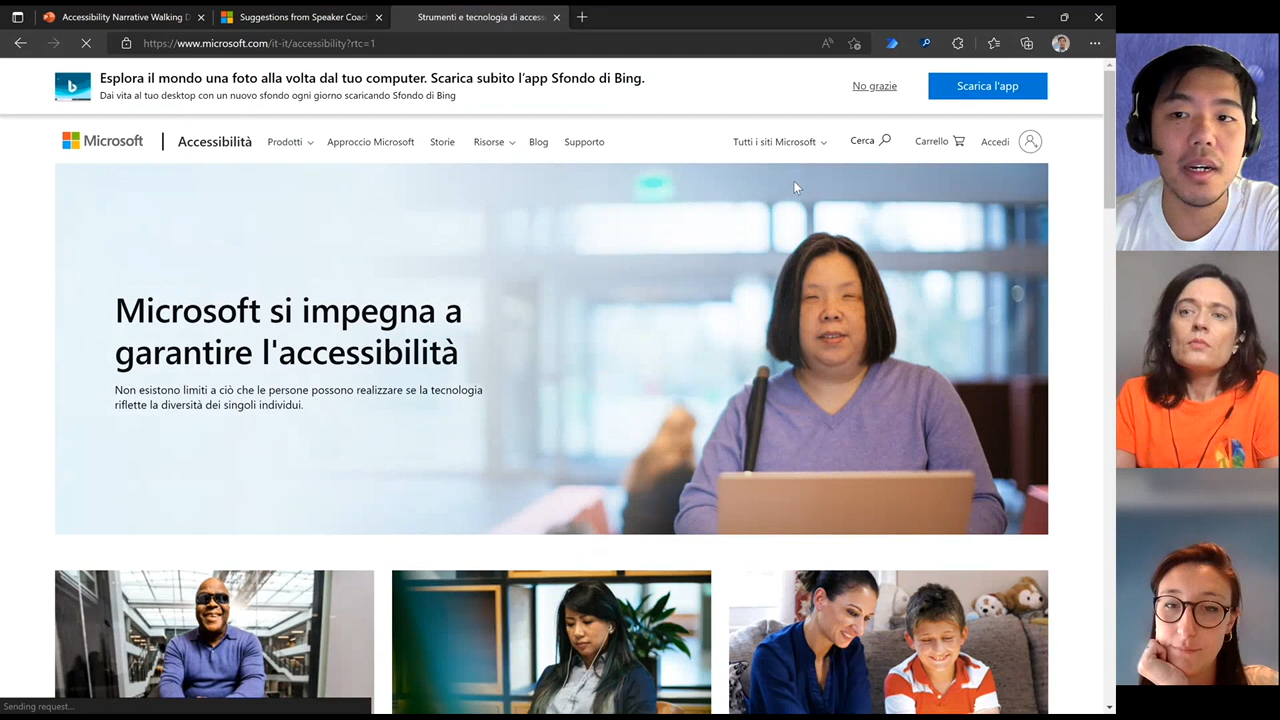 Accessibility Narrative Walking D
Suggestions from Speaker Coac
Strumenti e tecnologia di access
https://www.microsoft.com/it-it/accessibility?rtc=1
Esplora il mondo una foto alla volta dal tuo computer. Scarica subito l'app Sfondo di Bing.
Dai vita al tuo desktop con un nuovo sfondo ogni giorno scaricando Sfondo di Bing
No grazie
Scarica l'app
Microsoft
Accessibilità
Prodotti
Approccio Microsoft
Storie
Risorse
Blog
Supporto
Tutti i siti Microsoft
Cerca
Carrello
Accedi
Microsoft si impegna a
garantire l'accessibilità
Non esistono limiti a ciò che le persone possono realizzare se la tecnologia
riflette la diversità dei singoli individui.
Sending request...